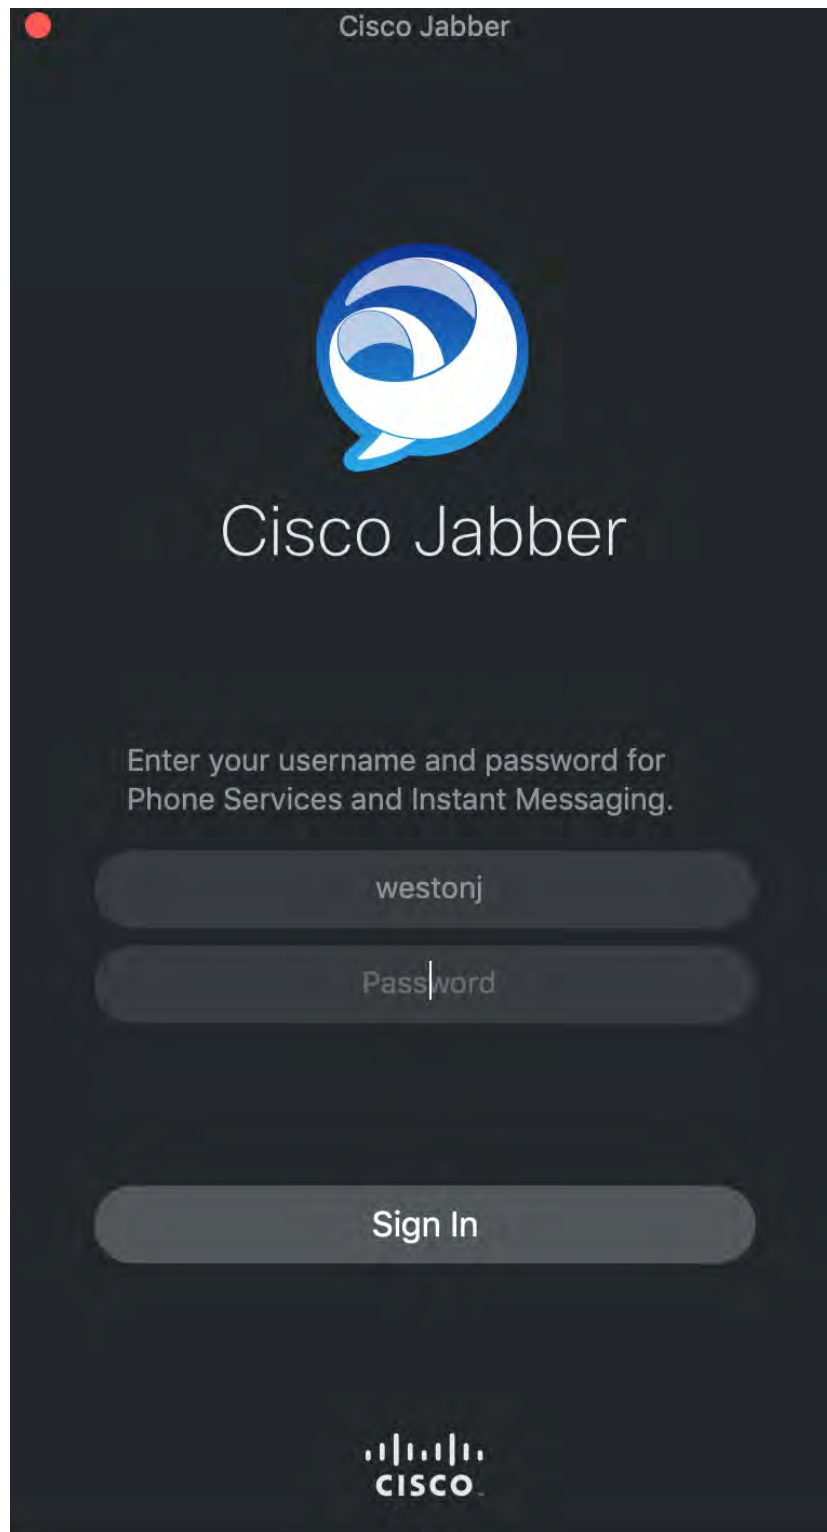 Cisco Jabber
Cisco Jabber
Enter your username and password for
Phone Services and Instant Messaging.
westonj
Password
Sign In
CISCO